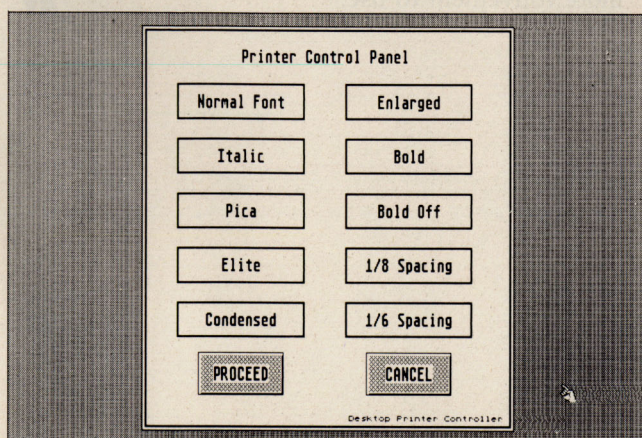 Printer Control Panel
Normal Font
Enlarged
Italic
Bold
Pica
Bold Off
Elite
1/8 Spacing
Condensed
1/6 Spacing
PROCEED
CANCEL
Desktop Printer Controller